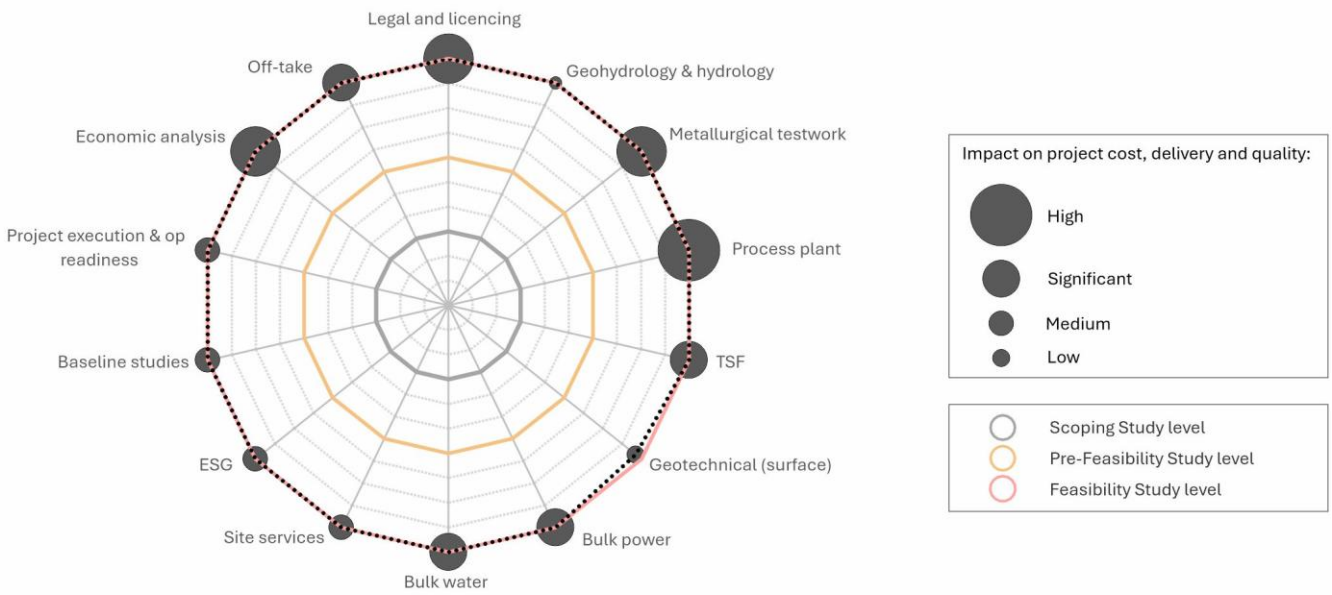 Legal and licencing
Off-take
Geohydrology & hydrology
Economic analysis
Metallurgical testwork
Project execution & op
readiness
Process plant
Baseline studies
TSF
ESG
Geotechnical (surface)
Site services
Bulk power
Bulk water
Impact on project cost, delivery and quality:
High
Significant
Medium
Low
Scoping Study level
Pre-Feasibility Study level
Feasibility Study level